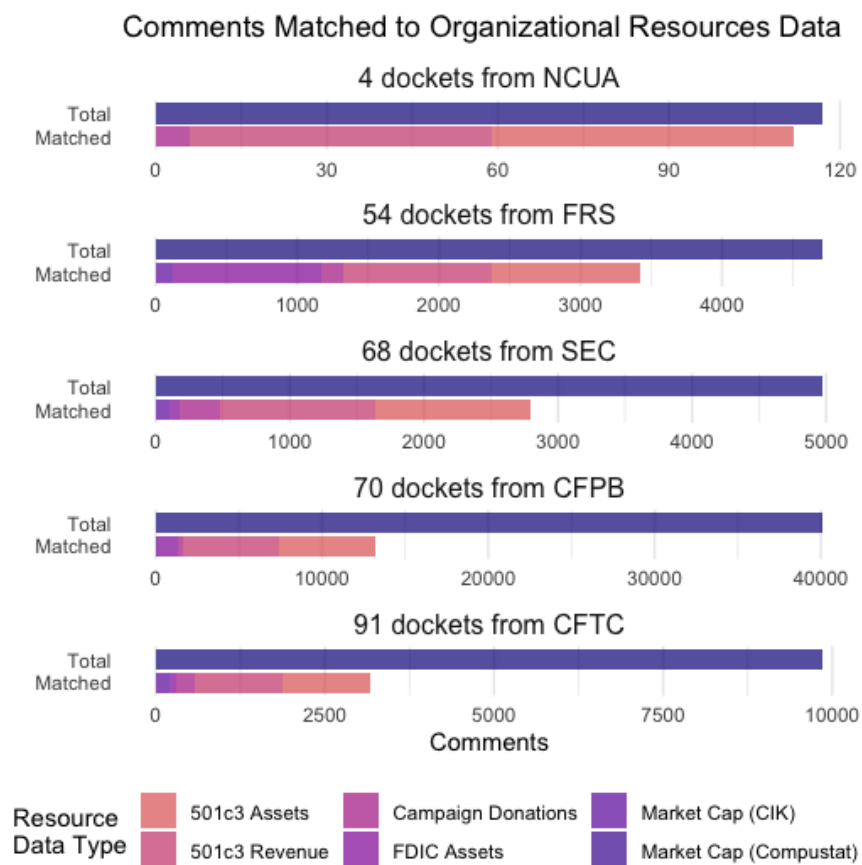 Comments Matched to Organizational Resources Data
4 dockets from NCUA
Total
Matched
0 30 60 90 120
54 dockets from FRS
Total
Matched
0 1000 2000 3000 4000
68 dockets from SEC
Total
Matched
0 1000 2000 3000 4000 5000
70 dockets from CFPB
Total
Matched
0 10000 20000 30000 40000
91 dockets from CFTC
Total
Matched
0 2500 5000 7500 10000
Comments
Resource
Data Type
501c3 Assets Campaign Donations Market Cap (CIK)
501c3 Revenue FDIC Assets Market Cap (Compustat)